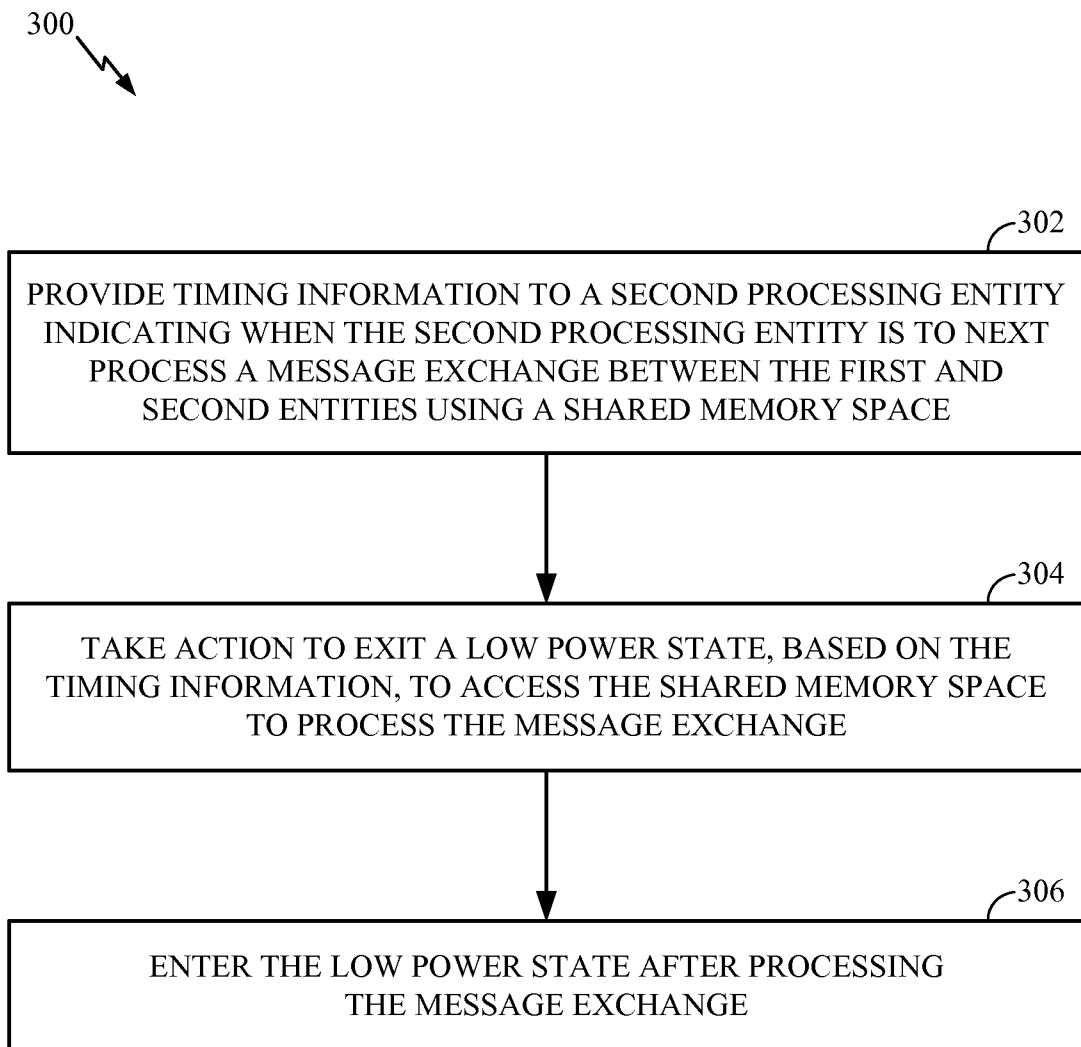 300
302
PROVIDE TIMING INFORMATION TO A SECOND PROCESSING ENTITY
INDICATING WHEN THE SECOND PROCESSING ENTITY IS TO NEXT
PROCESS A MESSAGE EXCHANGE BETWEEN THE FIRST AND
SECOND ENTITIES USING A SHARED MEMORY SPACE
304
TAKE ACTION TO EXIT A LOW POWER STATE, BASED ON THE
TIMING INFORMATION, TO ACCESS THE SHARED MEMORY SPACE
TO PROCESS THE MESSAGE EXCHANGE
306
ENTER THE LOW POWER STATE AFTER PROCESSING
THE MESSAGE EXCHANGE